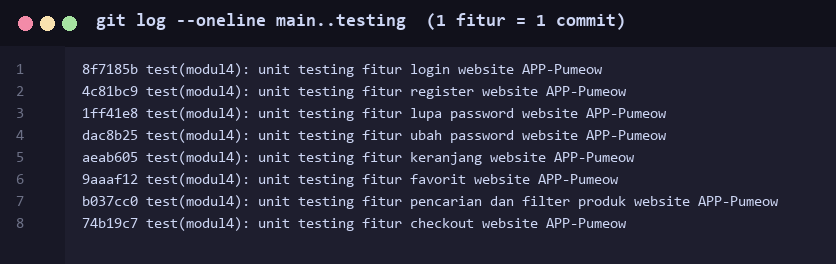 git log --oneline main..testing  (1 fitur = 1 commit)
1 8f7185b test(modul4): unit testing fitur login website APP-Pumeow
2 4c81bc9 test(modul4): unit testing fitur register website APP-Pumeow
3 1ff41e8 test(modul4): unit testing fitur lupa password website APP-Pumeow
4 dac8b25 test(modul4): unit testing fitur ubah password website APP-Pumeow
5 aeab605 test(modul4): unit testing fitur keranjang website APP-Pumeow
6 9aaaf12 test(modul4): unit testing fitur favorit website APP-Pumeow
7 b037cc0 test(modul4): unit testing fitur pencarian dan filter produk website APP-Pumeow
8 74b19c7 test(modul4): unit testing fitur checkout website APP-Pumeow